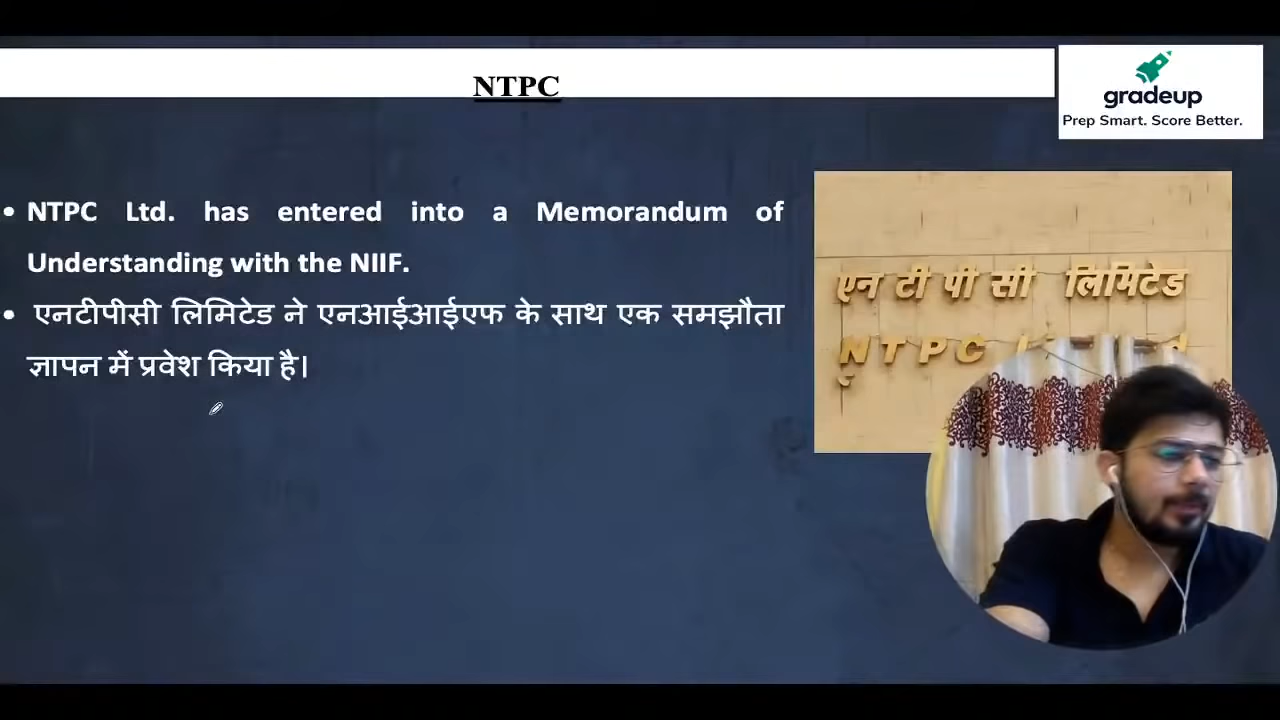 NTPC
gradeup
Prep Smart. Score Better.
• NTPC Ltd. has entered into a Memorandum of
Understanding with the NIIF.
• एनटीपीसी लिमिटेड ने एनआईआईएफ के साथ एक समझौता
ज्ञापन में प्रवेश किया है।
एन टी पी सी लिमिटेड
NTPC